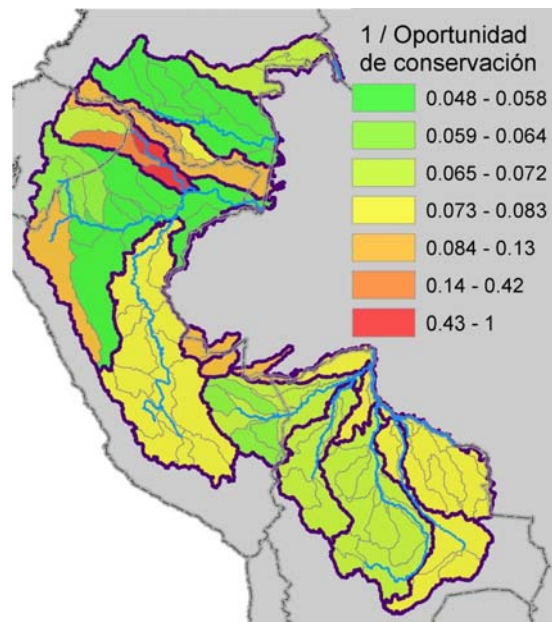 1 / Oportunidad
de conservación
0.048 - 0.058
0.059 - 0.064
0.065 - 0.072
0.073 - 0.083
0.084 - 0.13
0.14 - 0.42
0.43 - 1